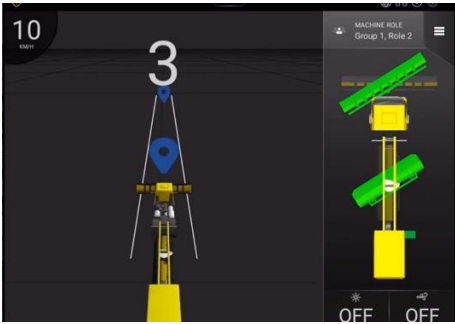 10
KM/H
3
MACHINE ROLE
Group 1, Role 2
OFF
OFF